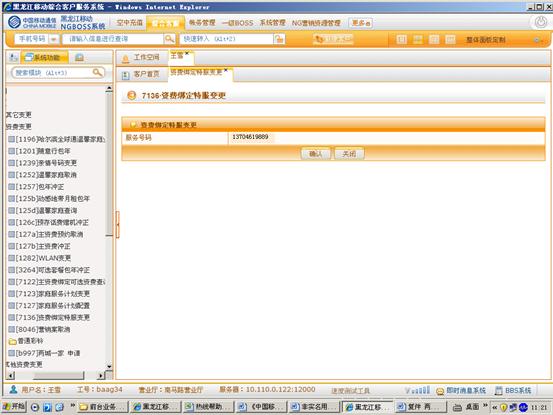 黑龙江移动综合客户服务系统 - Windows Internet Explorer
中国移动通信 CHINA MOBILE 黑龙江移动 NGBOSS系统 空中充值 综合客服 帐务管理 一级BOSS 系统管理 NG营销资源管理 更多
手机号码 请输入信息进行查询 快速转入 (Alt+Z) 整体面板定制
系统功能
工作空间 王雪
搜索模块 (Alt+3)
客户首页 资费绑定特服变更
7136·资费绑定特服变更
资费绑定特服变更
服务号码 13704619889
确认 关闭
其它变更
资费变更
[1196]哈尔滨全球通温馨家庭
[1201]随意行包年
[1239]亲情号码变更
[1252]温馨家庭取消
[1257]包年冲正
[125b]动感地带月租包年
[125d]温馨家庭查询
[126c]预存话费赠机冲正
[127a]主资费预约取消
[127b]主资费冲正
[1282]WLAN变更
[3264]可选套餐包年冲正
[7122]主资费绑定可选资费查
[7123]家庭服务计划变更
[7127]家庭服务计划配置
[7136]资费绑定特服变更
[8046]营销案取消
普通彩铃
[b997]两城一家 申请
其他资费变更
用户名：王雪 工号：baag34 营业厅：南马路营业厅 服务器：10.110.0.122:12000 速度测试工具 即时消息系统 BBS系统
开始 前台业务... 黑龙江移... 热线帮助... 《中国移... 非实名用... 黑龙江移... 复件 两... 桌面 11:21